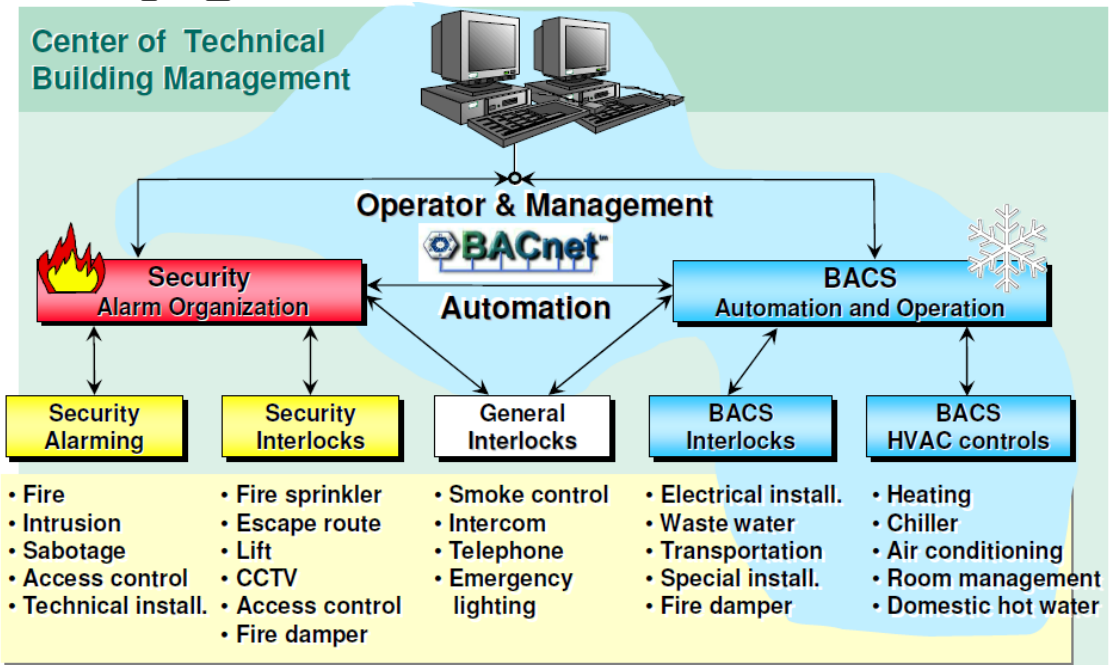 Center of Technical
Building Management
Operator & Management
BACnet™
Automation
Security
Alarm Organization
BACS
Automation and Operation
Security
Alarming
Security
Interlocks
General
Interlocks
BACS
Interlocks
BACS
HVAC controls
• Fire
• Intrusion
• Sabotage
• Access control
• Technical install.
• Fire sprinkler
• Escape route
• Lift
• CCTV
• Access control
• Fire damper
• Smoke control
• Intercom
• Telephone
• Emergency
lighting
• Electrical install.
• Waste water
• Transportation
• Special install.
• Fire damper
• Heating
• Chiller
• Air conditioning
• Room management
• Domestic hot water